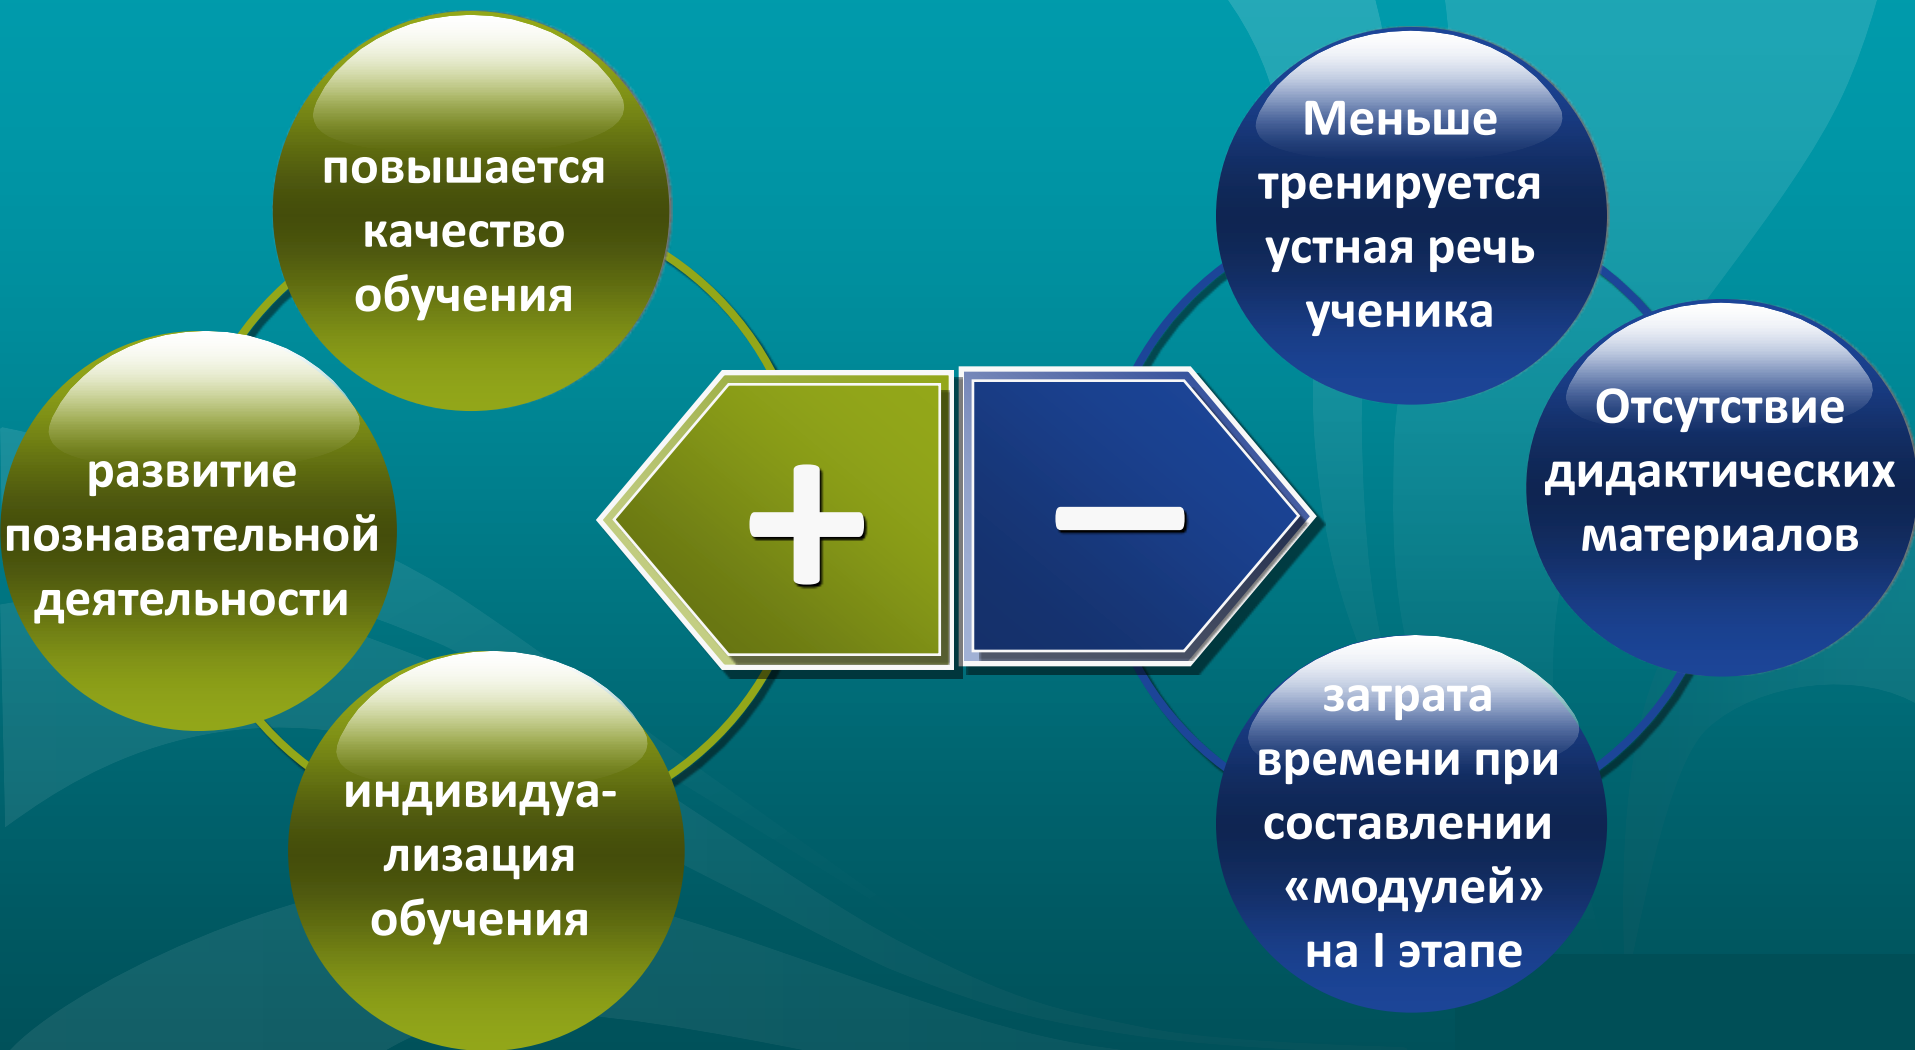 повышается
качество
обучения
развитие
познавательной
деятельности
индивидуа-
лизация
обучения
+
–
Меньше
тренируется
устная речь
ученика
Отсутствие
дидактических
материалов
затрата
времени при
составлении
«модулей»
на I этапе